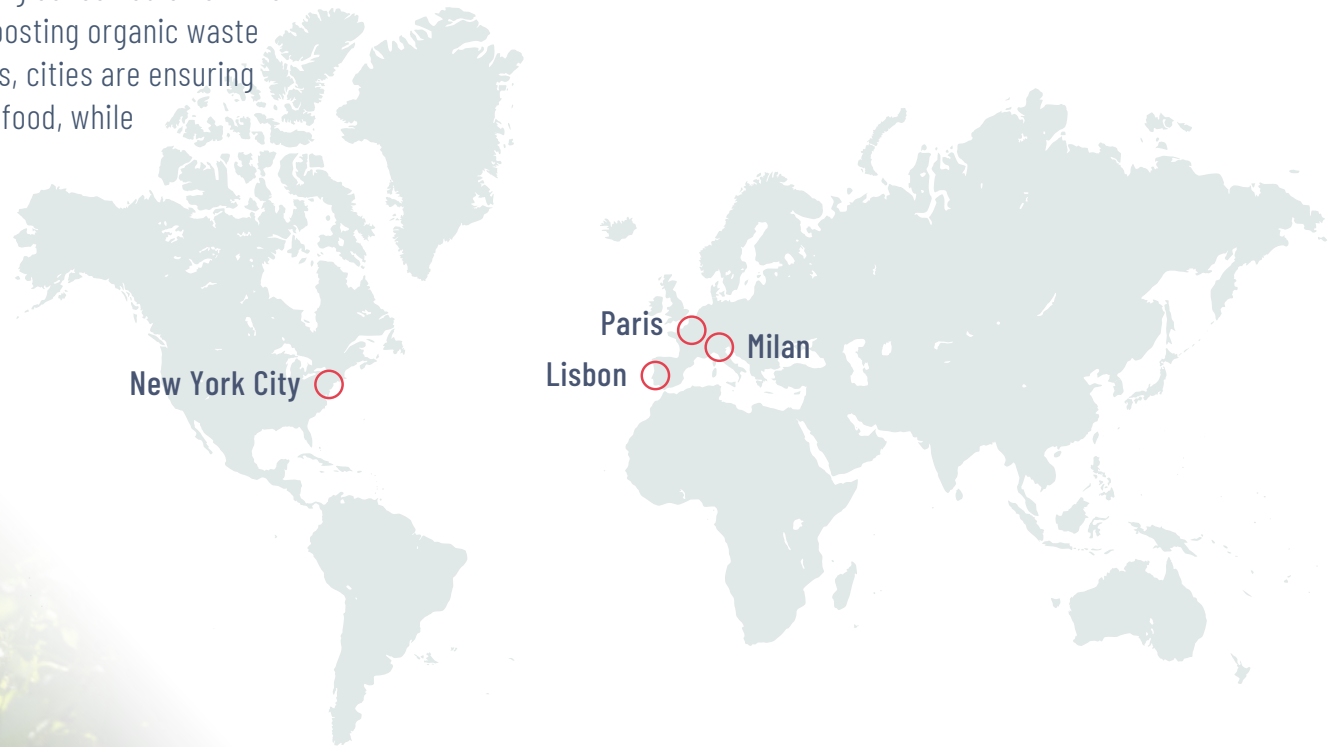 posting organic waste
s, cities are ensuring
food, while
Paris
Milan
Lisbon
New York City